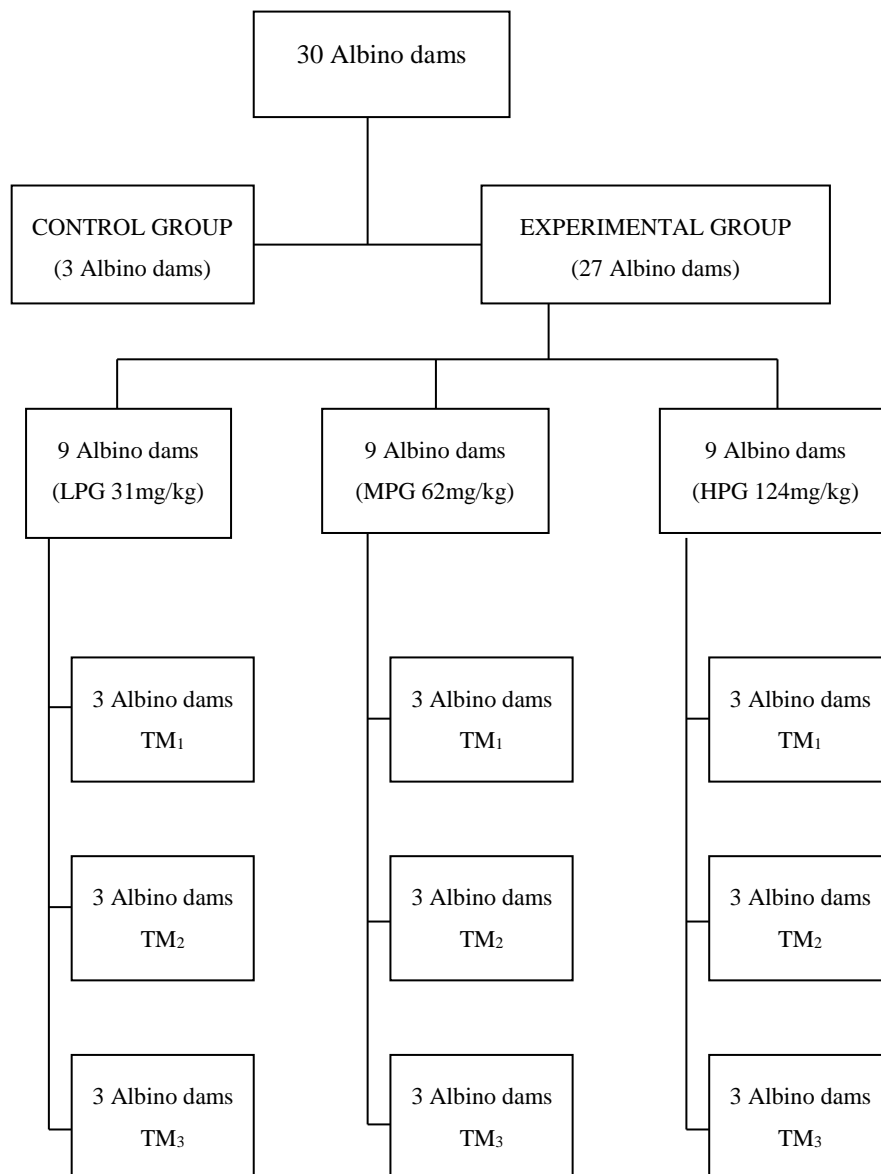 30 Albino dams
CONTROL GROUP
(3 Albino dams)
EXPERIMENTAL GROUP
(27 Albino dams)
9 Albino dams
(LPG 31mg/kg)
9 Albino dams
(MPG 62mg/kg)
9 Albino dams
(HPG 124mg/kg)
3 Albino dams
TM₁
3 Albino dams
TM₁
3 Albino dams
TM₁
3 Albino dams
TM₂
3 Albino dams
TM₂
3 Albino dams
TM₂
3 Albino dams
TM₃
3 Albino dams
TM₃
3 Albino dams
TM₃